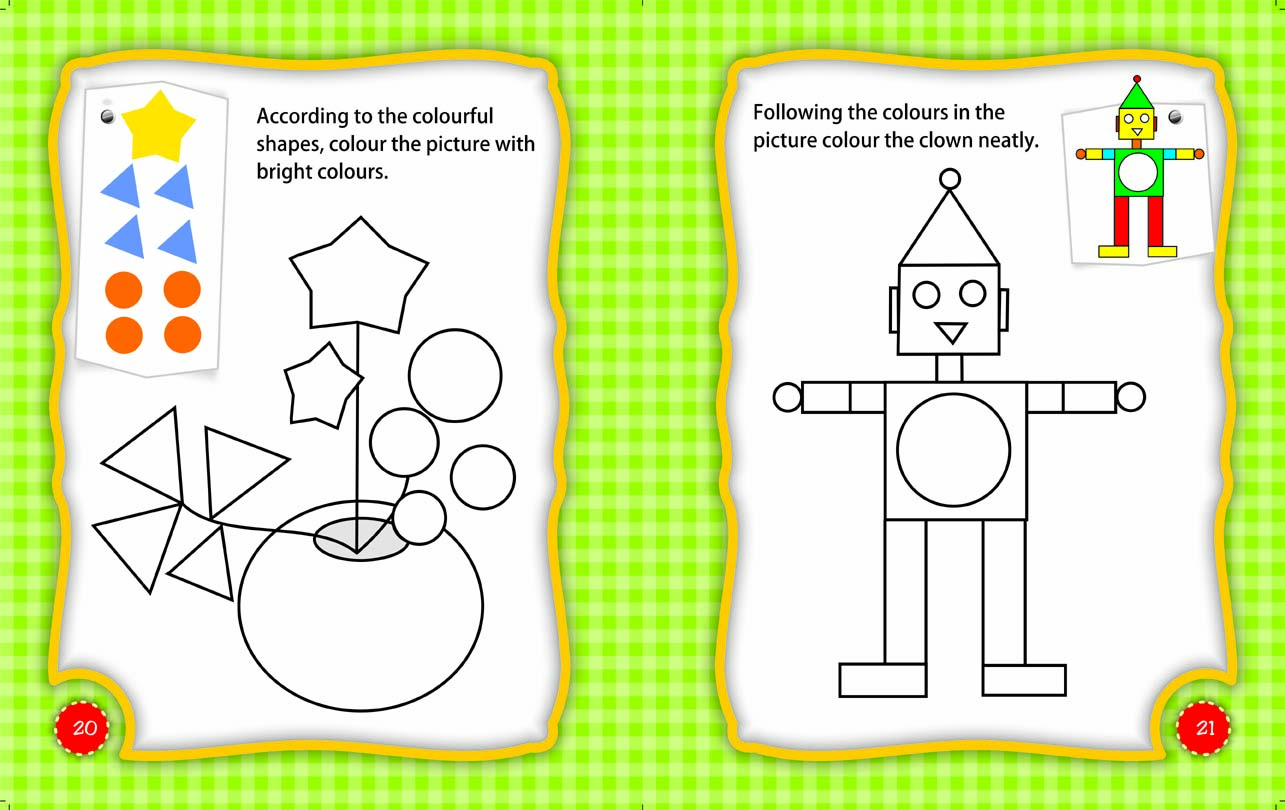 According to the colourful
shapes, colour the picture with
bright colours.
20
Following the colours in the
picture colour the clown neatly.
21